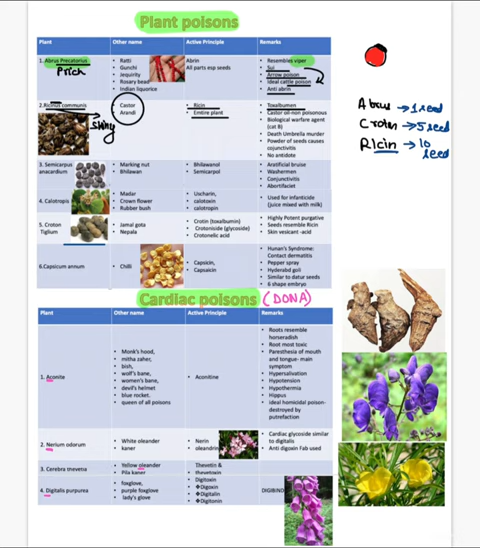 Plant poisons
Plant
Other name
Active Principle
Remarks
1. Abrus Precatorius
Prick
• Ratti
• Gunchi
• Jequirity
• Rosary bead
• Indian liquorice
Abrin
All parts esp seeds
• Resembles viper
• Sui
• Arrow poison
• Ideal cattle poison
• Anti abrin
2.Ricinus communis
shiny
• Castor
• Arandi
• Ricin
• Entire plant
• Toxalbumen
• Castor oil-non poisonous
• Biological warfare agent
(cat B)
• Death Umbrella murder
• Powder of seeds causes
cojunctivitis
• No antidote
3. Semicarpus
anacardium
• Marking nut
• Bhilawan
• Bhilawanol
• Semicarpol
• Aratificial bruise
• Washermen
• Conjunctivitis
• Abortifaciet
4. Calotropis
• Madar
• Crown flower
• Rubber bush
• Uscharin,
• calotoxin
• calotropin
• Used for infanticide
(juice mixed with milk)
5. Croton
Tiglium
• Jamal gota
• Nepala
• Crotin (toxalbumin)
• Crotoniside (glycoside)
• Crotonelic acid
• Highly Potent purgative
• Seeds resemble Ricin
• Skin vesicant -acid
6.Capsicum annum
• Chilli
• Capsicin,
• Capsaicin
• Hunan's Syndrome:
Contact dermatitis
• Pepper spray
• Hyderabd goli
• Similar to datur seeds
• 6 shape embryo
Abrus → 1 seed
Crotin → 5 seed
Ricin → 10
seed
Cardiac poisons (DONA)
Plant
Other name
Active Principle
Remarks
1. Aconite
• Monk's hood,
• mitha zaher,
• bish,
• wolf's bane,
• women's bane,
• devil's helmet
• blue rocket.
• queen of all poisons
• Aconitine
• Roots resemble
horseradish
• Root most toxic
• Paresthesia of mouth
and tongue- main
symptom
• Hypersalivation
• Hypotension
• Hypothermia
• Hippus
• Ideal homicidal poison-
destroyed by
putrefaction
2. Nerium odorum
• White oleander
• kaner
• Nerin
• oleandrin
• Cardiac glycoside similar
to digitalis
• Anti digoxin Fab used
3. Cerebra thevetia
• Yellow oleander
• Pila kaner
• Thevetin &
• thevetoxin
4. Digitalis purpurea
• foxglove,
• purple foxglove
• lady's glove
• Digitoxin
• ❖Digoxin
• ❖Digitalin
• ❖Digitonin
DIGIBIND